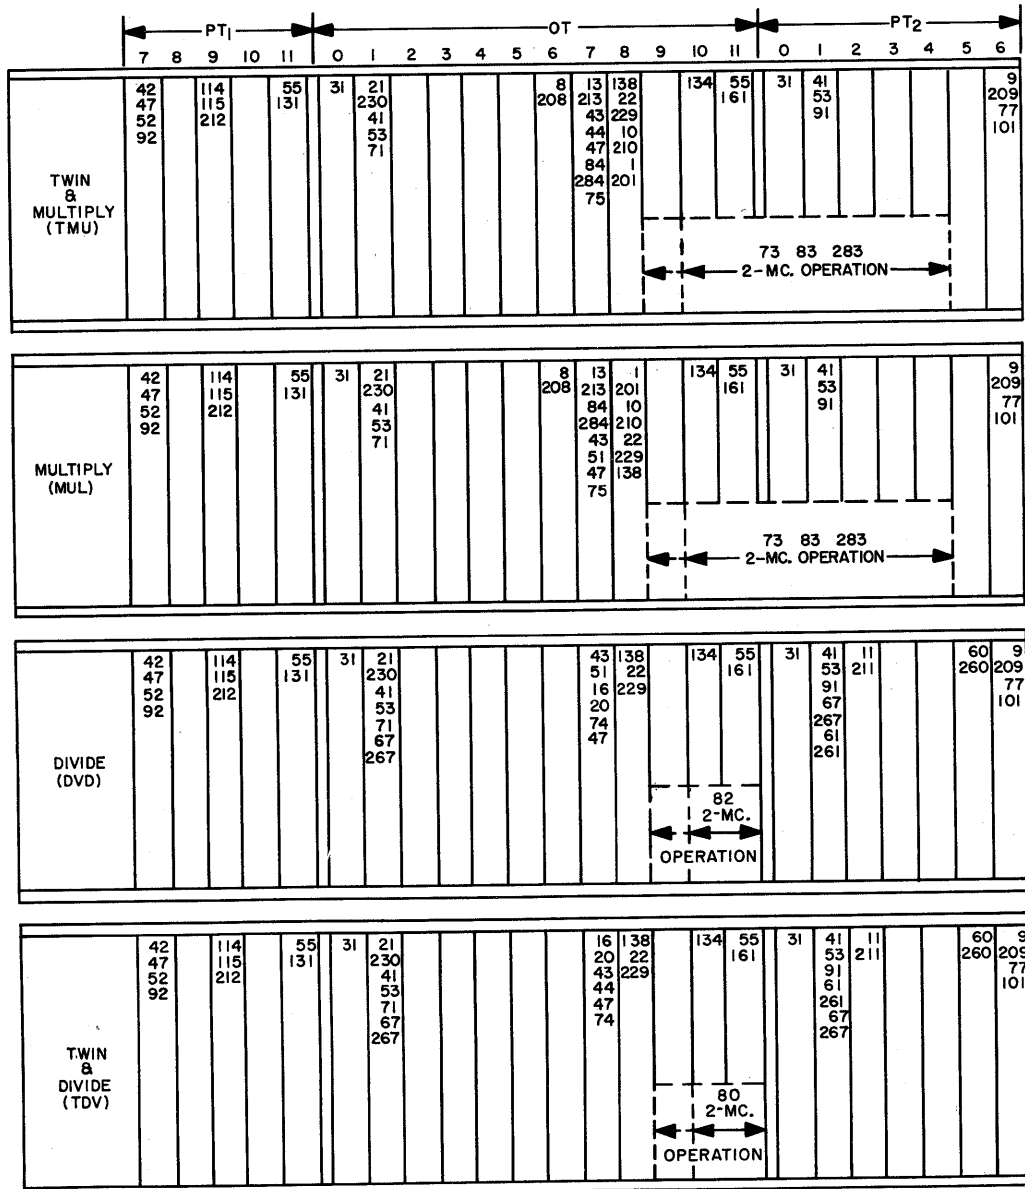 PT1 OT PT2
7 8 9 10 11 0 1 2 3 4 5 6 7 8 9 10 11 0 1 2 3 4 5 6
42 114 55 31 21 8 13 138 134 55 31 41 9
47 115 131 230 208 213 22 161 53 209
52 212 41 43 229 91 77
92 53 44 10 101
71 47 210
84 1
284 201
75
TWIN
&
MULTIPLY
(TMU)
73 83 283
2-MC. OPERATION
42 114 55 31 21 8 13 1 134 55 31 41 9
47 115 131 230 208 213 201 161 53 209
52 212 41 84 10 91 77
92 53 284 210 101
71 43 22
51 229
47 138
75
MULTIPLY
(MUL)
73 83 283
2-MC. OPERATION
42 114 55 31 21 43 138 134 55 31 41 11 60 9
47 115 131 230 51 22 161 53 211 260 209
52 212 41 16 229 91 77
92 53 20 67 101
71 74 267
67 47 61
267 261
DIVIDE
(DVD)
82
2-MC.
OPERATION
42 114 55 31 21 16 138 134 55 31 41 11 60 9
47 115 131 230 20 22 161 53 211 260 209
52 212 41 43 229 91 77
92 53 44 61 101
71 47 261
67 74 67
267 267
TWIN
&
DIVIDE
(TDV)
80
2-MC.
OPERATION